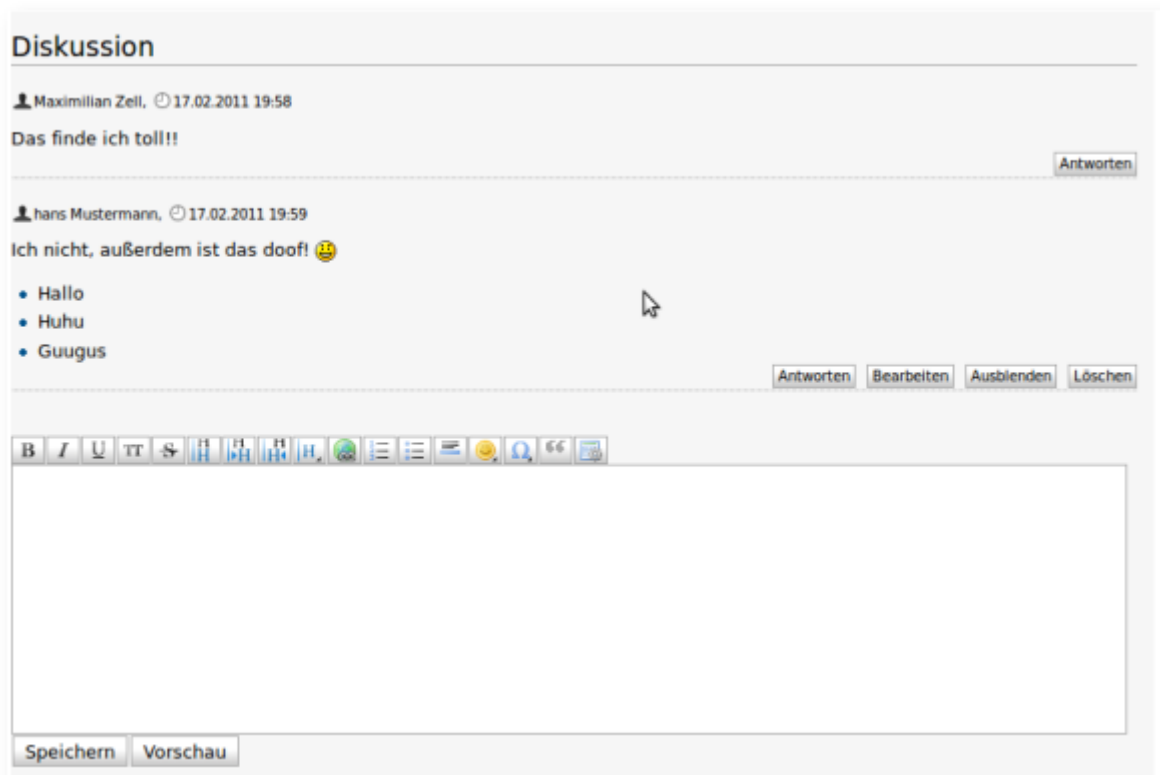 Diskussion
Maximilian Zell, 17.02.2011 19:58
Das finde ich toll!!
Antworten
hans Mustermann, 17.02.2011 19:59
Ich nicht, außerdem ist das doof!
• Hallo
• Huhu
• Guugus
Antworten Bearbeiten Ausblenden Löschen
B I U TT S H H H H Ω “
Speichern Vorschau